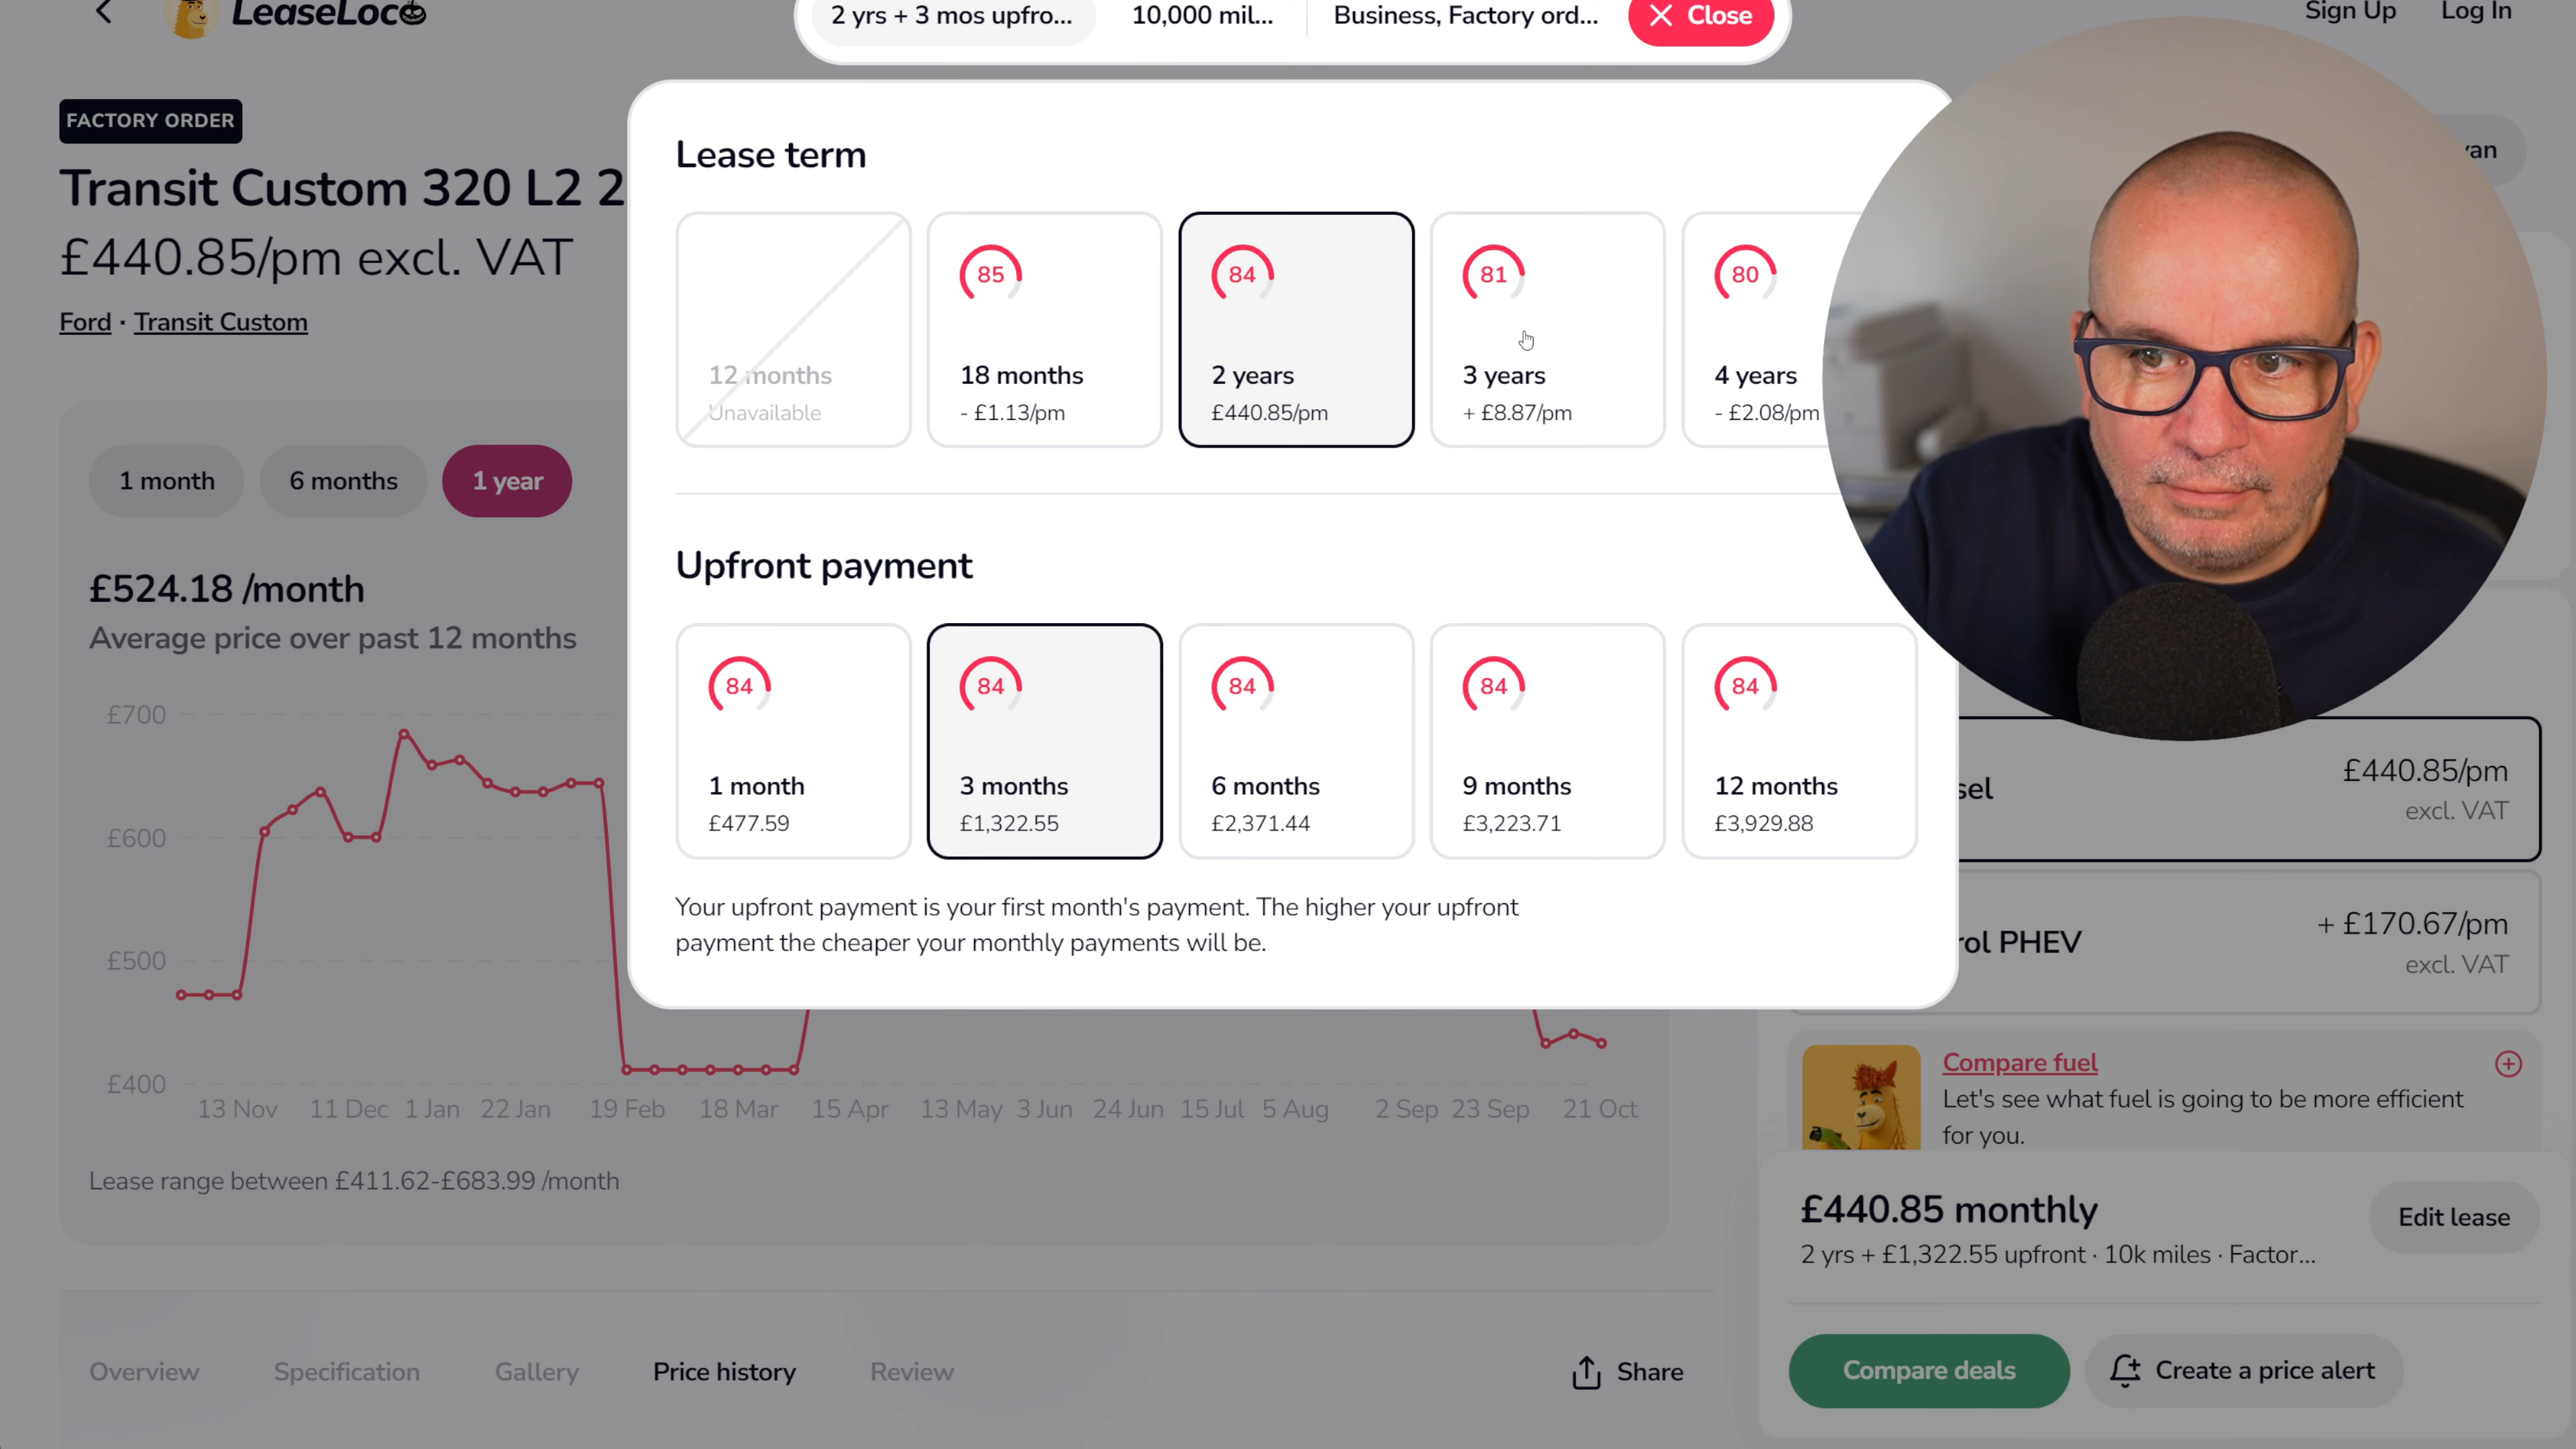 LeaseLoco
2 yrs + 3 mos upfro...
10,000 mil...
Business, Factory ord...
Close
Sign Up
Log In
FACTORY ORDER
Transit Custom 320 L2 2
£440.85/pm excl. VAT
Ford · Transit Custom
1 month
6 months
1 year
£524.18 /month
Average price over past 12 months
£700
£600
£500
£400
13 Nov
11 Dec
1 Jan
22 Jan
19 Feb
18 Mar
15 Apr
13 May
3 Jun
24 Jun
15 Jul
5 Aug
2 Sep
23 Sep
21 Oct
Lease range between £411.62-£683.99 /month
Overview
Specification
Gallery
Price history
Review
Share
Lease term
12 months
Unavailable
85
18 months
- £1.13/pm
84
2 years
£440.85/pm
81
3 years
+ £8.87/pm
80
4 years
- £2.08/pm
Upfront payment
84
1 month
£477.59
84
3 months
£1,322.55
84
6 months
£2,371.44
84
9 months
£3,223.71
84
12 months
£3,929.88
Your upfront payment is your first month's payment. The higher your upfront
payment the cheaper your monthly payments will be.
£440.85/pm
excl. VAT
PHEV
+ £170.67/pm
excl. VAT
Compare fuel
Let's see what fuel is going to be more efficient
for you.
£440.85 monthly
2 yrs + £1,322.55 upfront · 10k miles · Factor...
Edit lease
Compare deals
Create a price alert